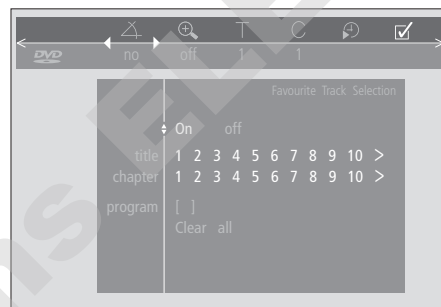 T C
DVD no off 1 1
Favourite Track Selection
On off
title 1 2 3 4 5 6 7 8 9 10 >
chapter 1 2 3 4 5 6 7 8 9 10 >
program [ ]
Clear all